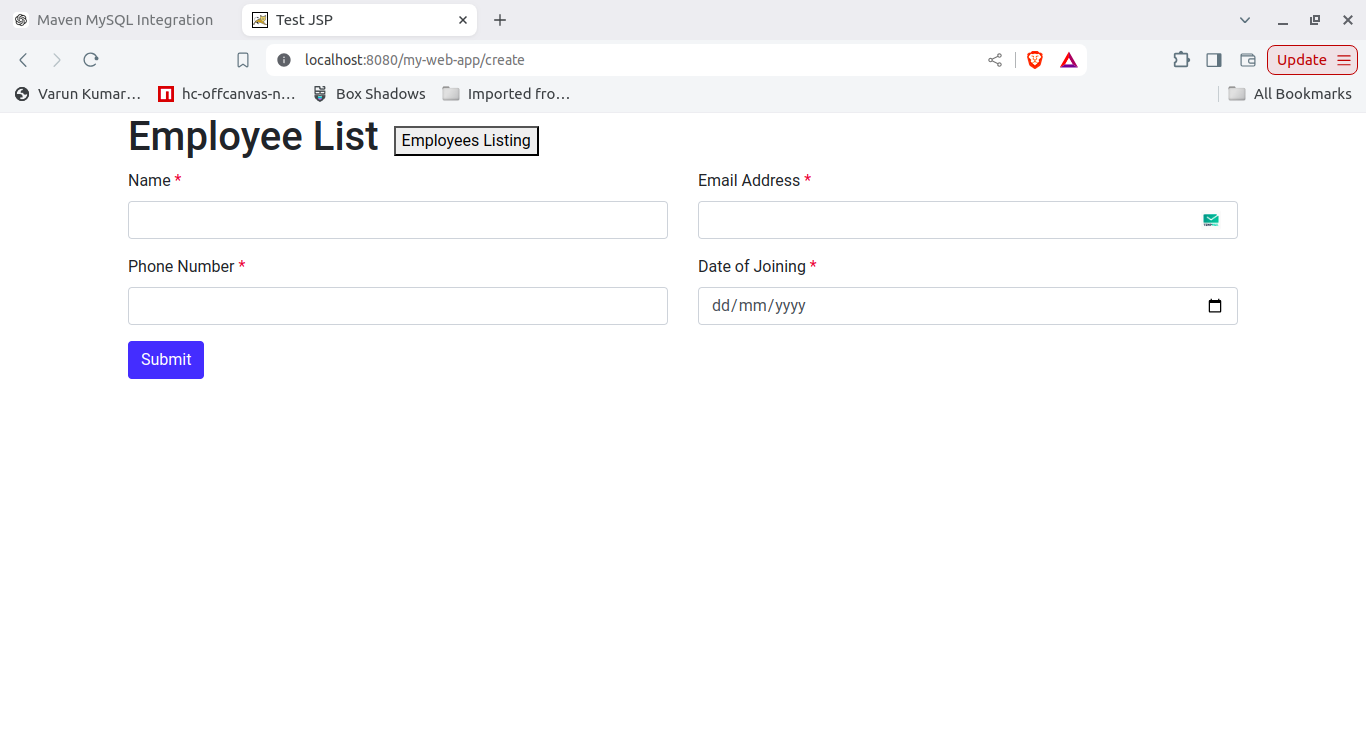 Maven MySQL Integration
Test JSP
localhost:8080/my-web-app/create
Update
Varun Kumar...
hc-offcanvas-n...
Box Shadows
Imported fro...
All Bookmarks
Employee List
Employees Listing
Name *
Email Address *
Phone Number *
Date of Joining *
dd/mm/yyyy
Submit